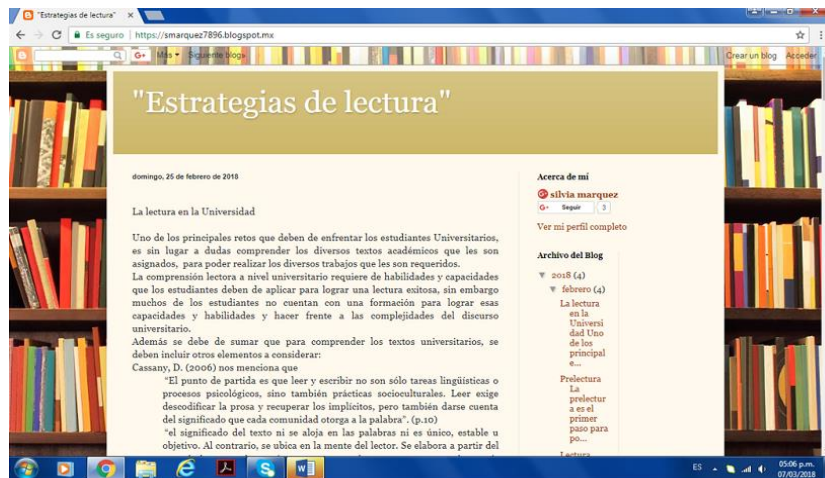 "Estrategias de lectura"
Es seguro | https://smarquez7896.blogspot.mx
G+ Más Siguiente blog» Crear un blog Acceder
"Estrategias de lectura"
domingo, 25 de febrero de 2018
La lectura en la Universidad
Uno de los principales retos que deben de enfrentar los estudiantes Universitarios,
es sin lugar a dudas comprender los diversos textos académicos que les son
asignados, para poder realizar los diversos trabajos que les son requeridos.
La comprensión lectora a nivel universitario requiere de habilidades y capacidades
que los estudiantes deben de aplicar para lograr una lectura exitosa, sin embargo
muchos de los estudiantes no cuentan con una formación para lograr esas
capacidades y habilidades y hacer frente a las complejidades del discurso
universitario.
Además se debe de sumar que para comprender los textos universitarios, se
deben incluir otros elementos a considerar:
Cassany, D. (2006) nos menciona que
"El punto de partida es que leer y escribir no son sólo tareas lingüísticas o
procesos psicológicos, sino también prácticas socioculturales. Leer exige
descodificar la prosa y recuperar los implícitos, pero también darse cuenta
del significado que cada comunidad otorga a la palabra". (p.10)
"el significado del texto ni se aloja en las palabras ni es único, estable u
objetivo. Al contrario, se ubica en la mente del lector. Se elabora a partir del
Acerca de mí
silvia marquez
G+ Seguir 3
Ver mi perfil completo
Archivo del Blog
▼ 2018 (4)
▼ febrero (4)
La lectura
en la
Universi
dad Uno
de los
principal
e...
Prelectura
La
prelectur
a es el
primer
paso para
po...
Lectura
ES
05:06 p.m.
07/03/2018